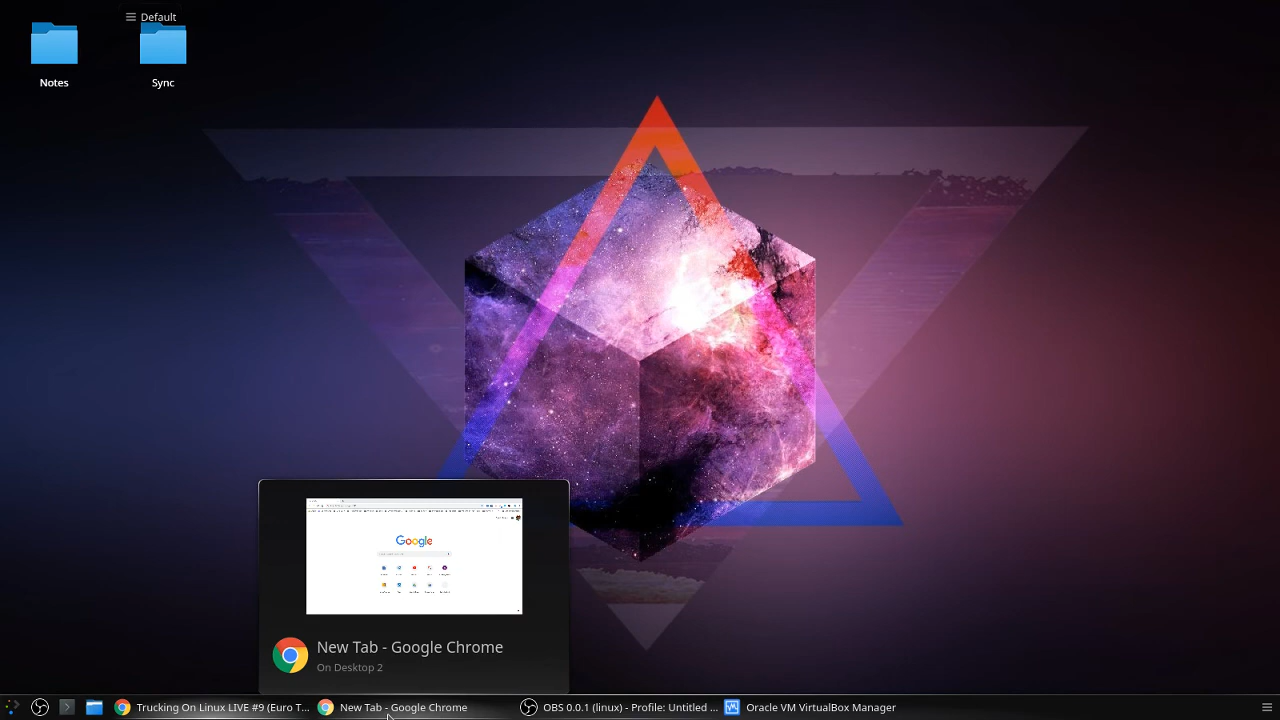 Default
Notes
Sync
Google
New Tab - Google Chrome
On Desktop 2
Trucking On Linux LIVE #9 (Euro T...
New Tab - Google Chrome
OBS 0.0.1 (linux) - Profile: Untitled ...
Oracle VM VirtualBox Manager